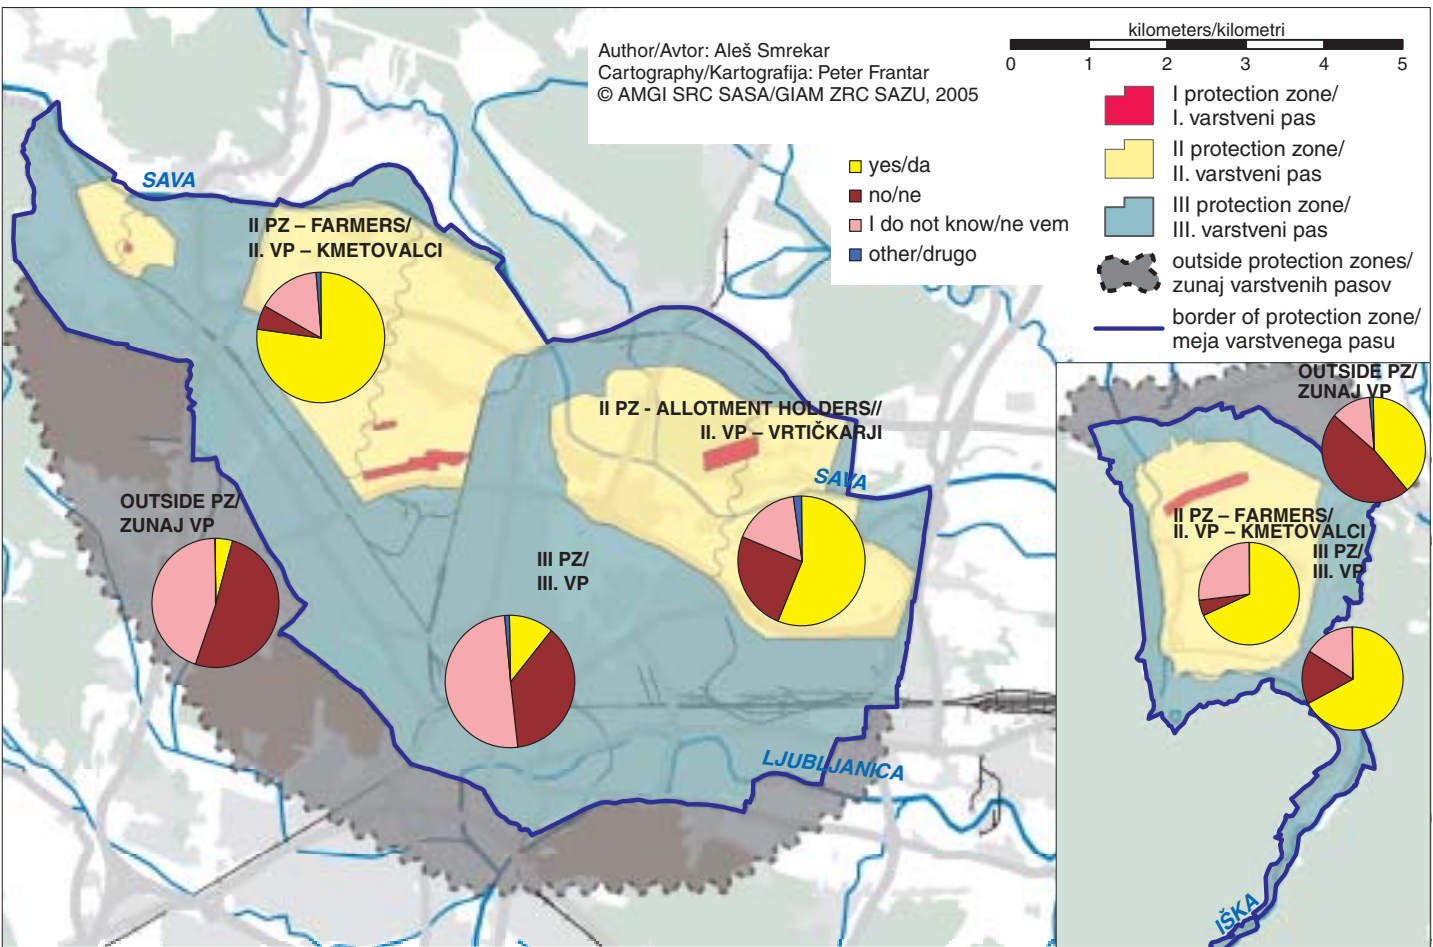 Author/Avtor: Aleš Smrekar
Cartography/Kartografija: Peter Frantar
© AMGI SRC SASA/GIAM ZRC SAZU, 2005
kilometers/kilometri
0 1 2 3 4 5
I protection zone/
I. varstveni pas
II protection zone/
II. varstveni pas
III protection zone/
III. varstveni pas
outside protection zones/
zunaj varstvenih pasov
border of protection zone/
meja varstvenega pasu
yes/da
no/ne
I do not know/ne vem
other/drugo
SAVA
II PZ – FARMERS/
II. VP – KMETOVALCI
II PZ - ALLOTMENT HOLDERS//
II. VP – VRTIČKARJI
SAVA
OUTSIDE PZ/
ZUNAJ VP
III PZ/
III. VP
LJUBLJANICA
OUTSIDE PZ/
ZUNAJ VP
II PZ – FARMERS/
II. VP – KMETOVALCI
III PZ/
III. VP
IŠKA